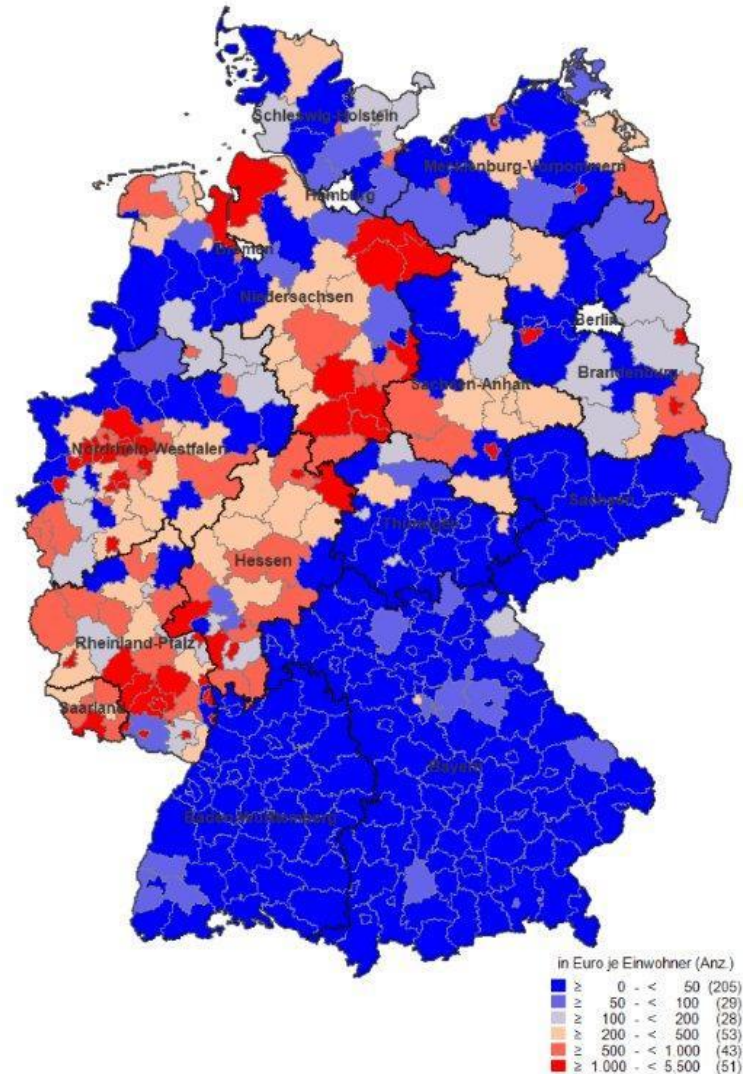 Schleswig-Holstein
Mecklenburg-Vorpommern
Hamburg
Bremen
Niedersachsen
Berlin
Brandenburg
Sachsen-Anhalt
Nordrhein-Westfalen
Sachsen
Thüringen
Hessen
Rheinland-Pfalz
Saarland
Bayern
Baden-Württemberg
in Euro je Einwohner (Anz.)
≥ 0 - < 50 (205)
≥ 50 - < 100 (29)
≥ 100 - < 200 (28)
≥ 200 - < 500 (53)
≥ 500 - < 1.000 (43)
≥ 1.000 - < 5.500 (51)